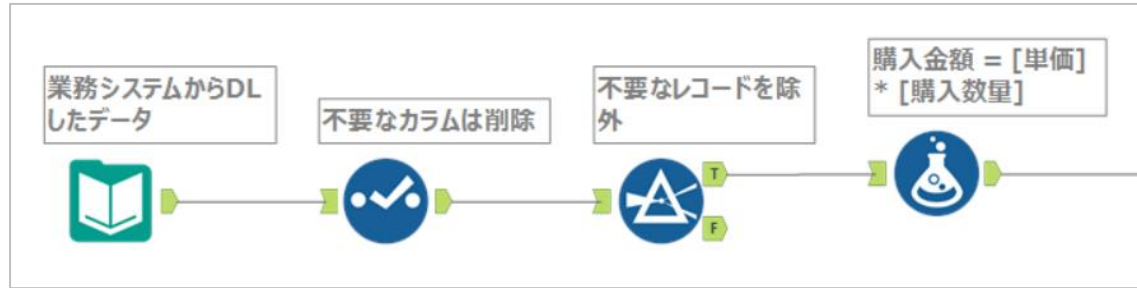 業務システムからDL
したデータ
不要なカラムは削除
不要なレコードを除
外
購入金額 = [単価]
* [購入数量]
T
F